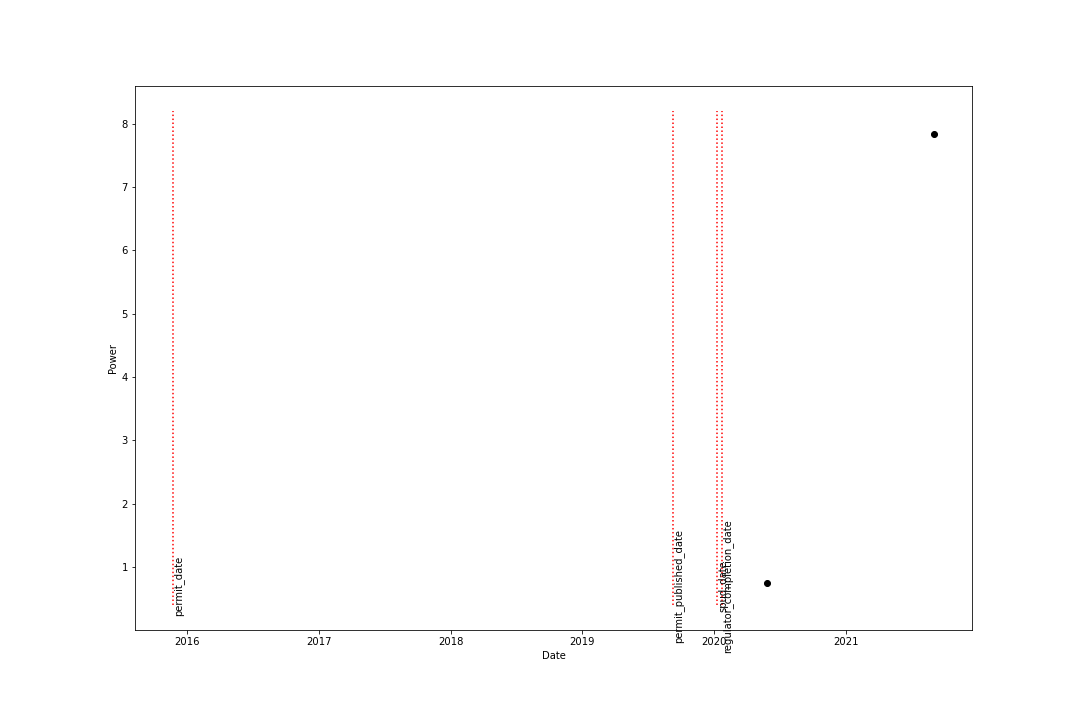 8
7
6
5
4
3
2
1
Power
permit_date
permit_published_date
spud_date
regulator_completion_date
2016
2017
2018
2019
2020
2021
Date